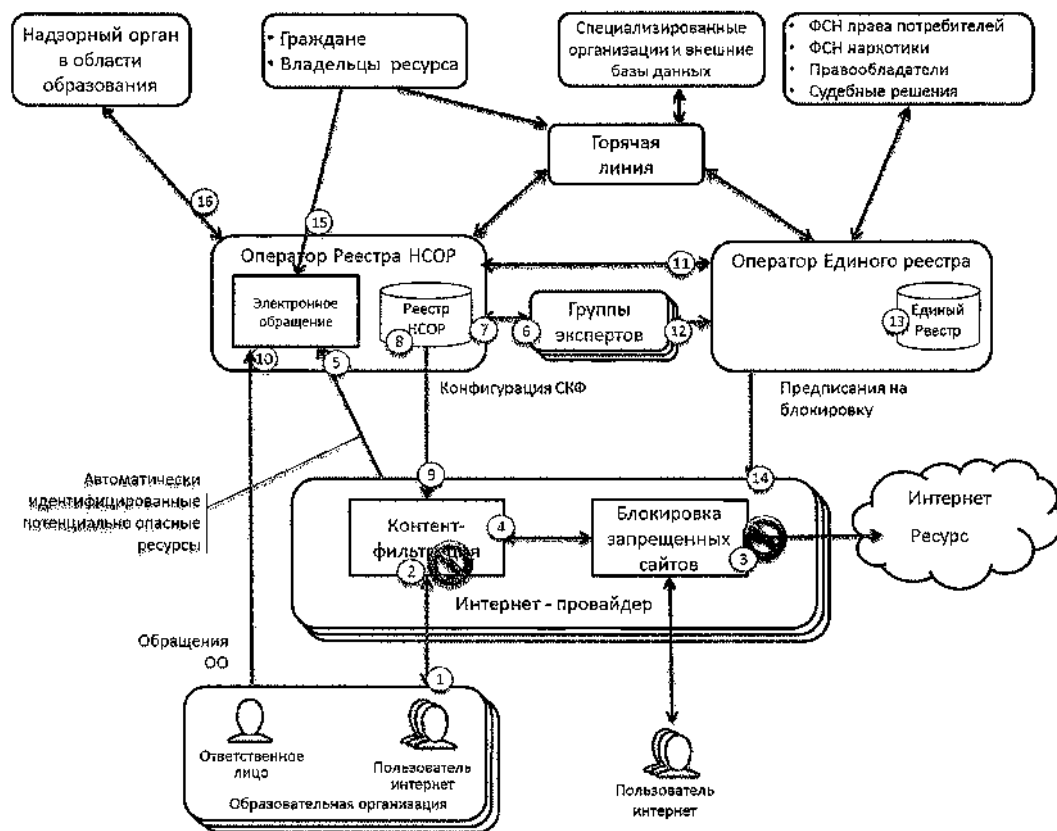 Надзорный орган
в области
образования
• Граждане
• Владельцы ресурса
Специализированные
организации и внешние
базы данных
• ФСН права потребителей
• ФСН наркотики
• Правообладатели
• Судебные решения
Горячая
линия
16
15
Оператор Реестра НСОР
11
Оператор Единого реестра
Электронное
обращение
Реестр
НСОР
8
7
6
Группы
экспертов
12
13
Единый
Реестр
10
5
Конфигурация СКФ
Предписания на
блокировку
Автоматически
идентифицированные
потенциально опасные
ресурсы
9
14
Контент-
фильтрация
2
4
Блокировка
запрещенных
сайтов
3
Интернет
Ресурс
Интернет - провайдер
Обращения
ОО
1
Ответственное
лицо
Пользователь
интернет
Образовательная организация
Пользователь
интернет